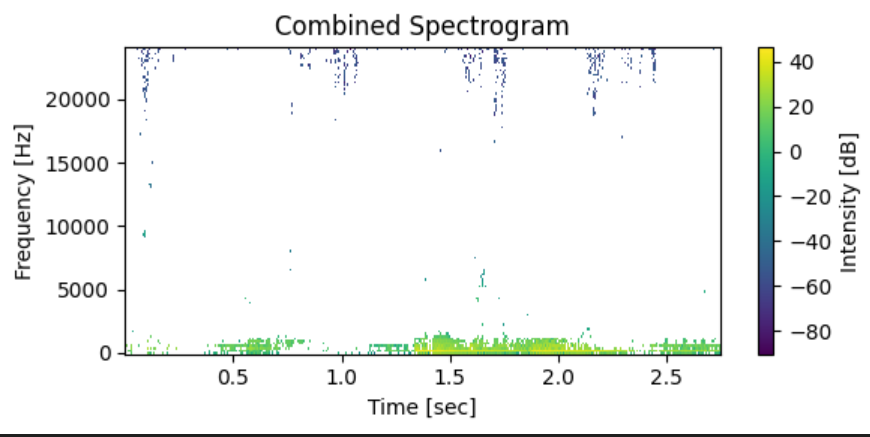 Combined Spectrogram
Frequency [Hz]
20000
15000
10000
5000
0
0.5 1.0 1.5 2.0 2.5
Time [sec]
40
20
0
−20
−40
−60
−80
Intensity [dB]